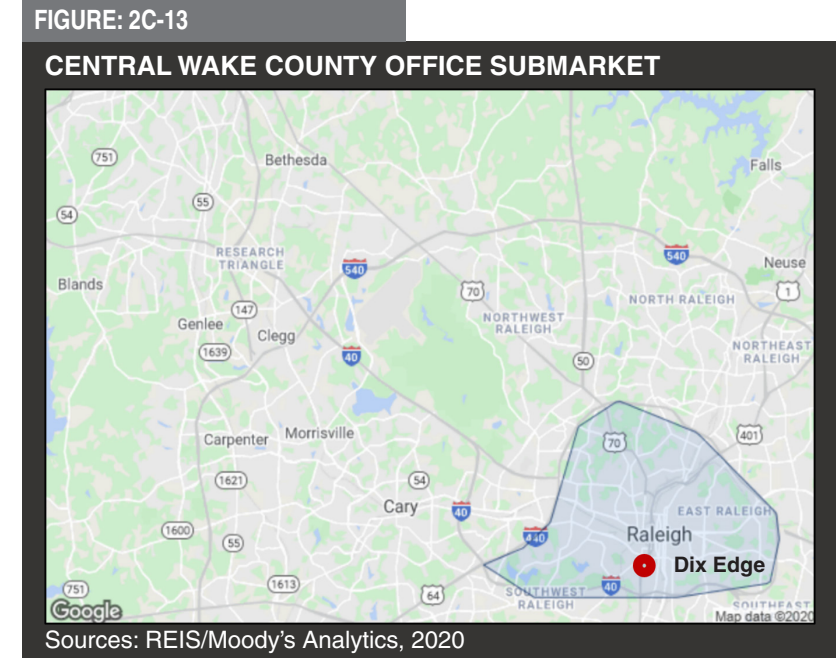 FIGURE: 2C-13
CENTRAL WAKE COUNTY OFFICE SUBMARKET
751
Bethesda
Falls
55
54
RESEARCH
TRIANGLE
540
540
Neuse
Blands
70
1
NORTH RALEIGH
147
NORTHWEST
RALEIGH
Genlee
Clegg
1639
40
NORTHEAST
RALEIGH
50
Carpenter
Morrisville
70
401
1621
54
Cary
40
EAST RALEIGH
1600
55
440
Raleigh
Dix Edge
751
1613
64
SOUTHWEST
RALEIGH
40
SOUTHEAST
Google
Map data ©2020
Sources: REIS/Moody's Analytics, 2020